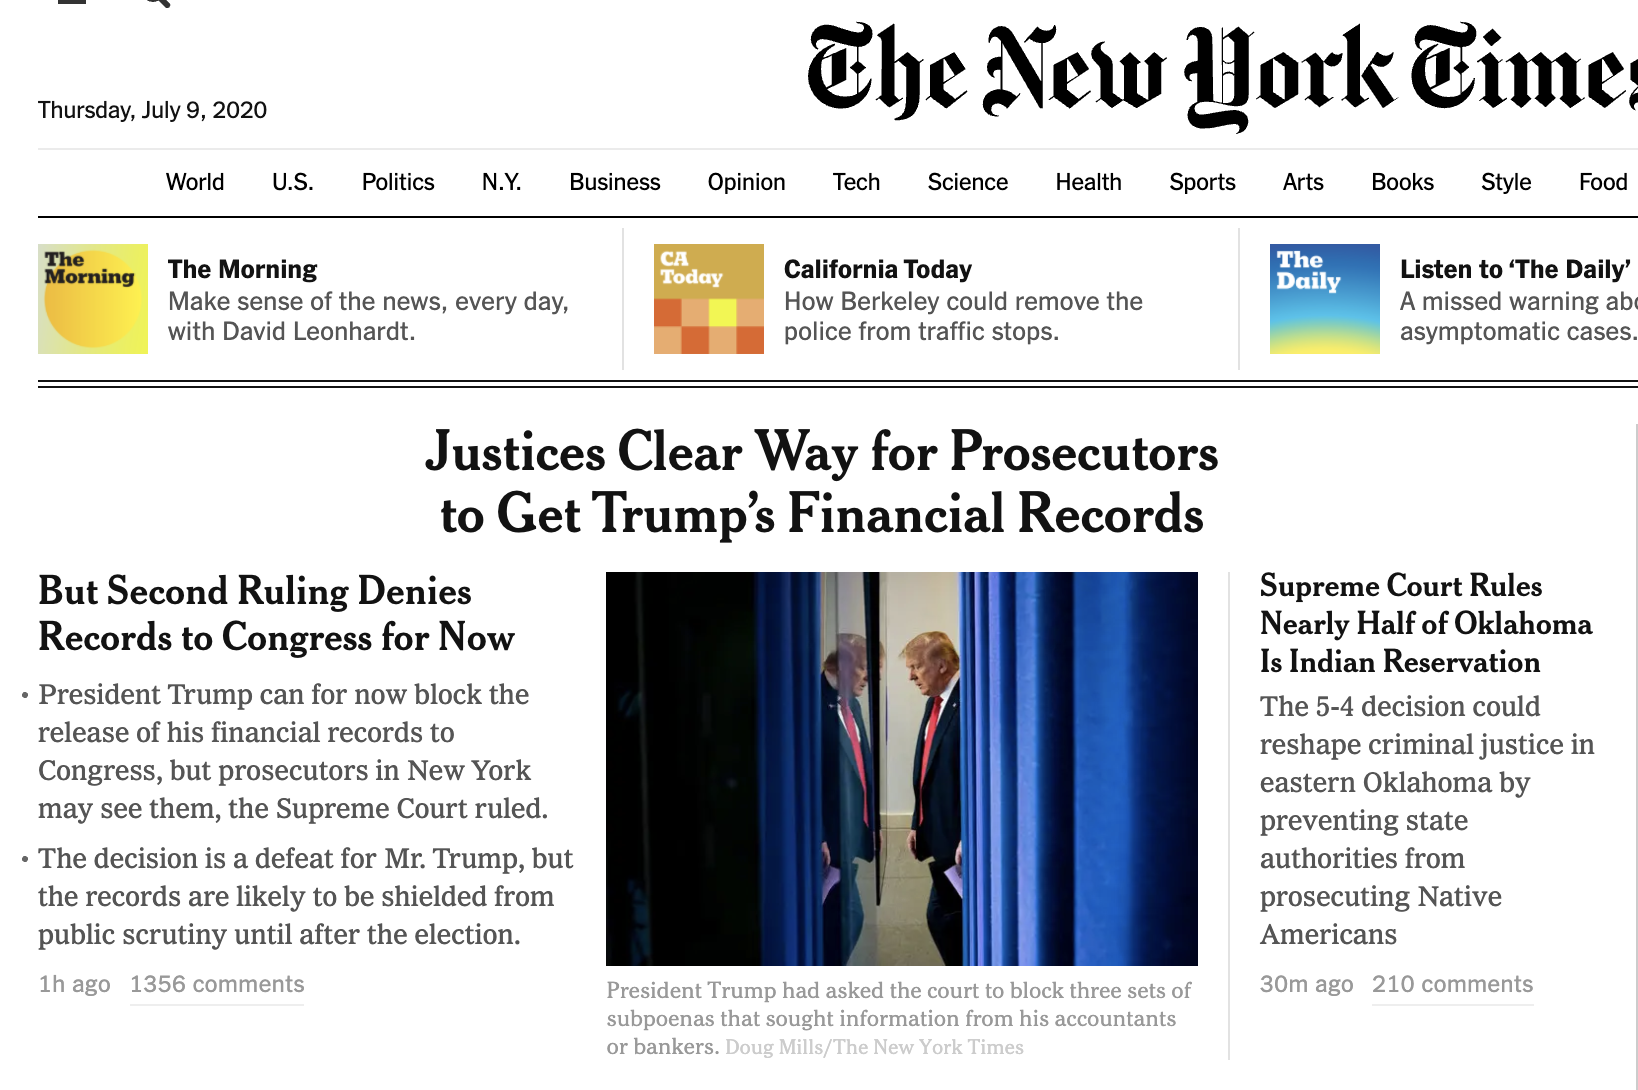 The New York Times
Thursday, July 9, 2020
World U.S. Politics N.Y. Business Opinion Tech Science Health Sports Arts Books Style Food
The
Morning
The Morning
Make sense of the news, every day,
with David Leonhardt.
CA
Today
California Today
How Berkeley could remove the
police from traffic stops.
The
Daily
Listen to ‘The Daily’
A missed warning
asymptomatic cases.
Justices Clear Way for Prosecutors
to Get Trump’s Financial Records
But Second Ruling Denies
Records to Congress for Now
• President Trump can for now block the
release of his financial records to
Congress, but prosecutors in New York
may see them, the Supreme Court ruled.
• The decision is a defeat for Mr. Trump, but
the records are likely to be shielded from
public scrutiny until after the election.
1h ago 1356 comments
President Trump had asked the court to block three sets of
subpoenas that sought information from his accountants
or bankers. Doug Mills/The New York Times
Supreme Court Rules
Nearly Half of Oklahoma
Is Indian Reservation
The 5-4 decision could
reshape criminal justice in
eastern Oklahoma by
preventing state
authorities from
prosecuting Native
Americans
30m ago 210 comments